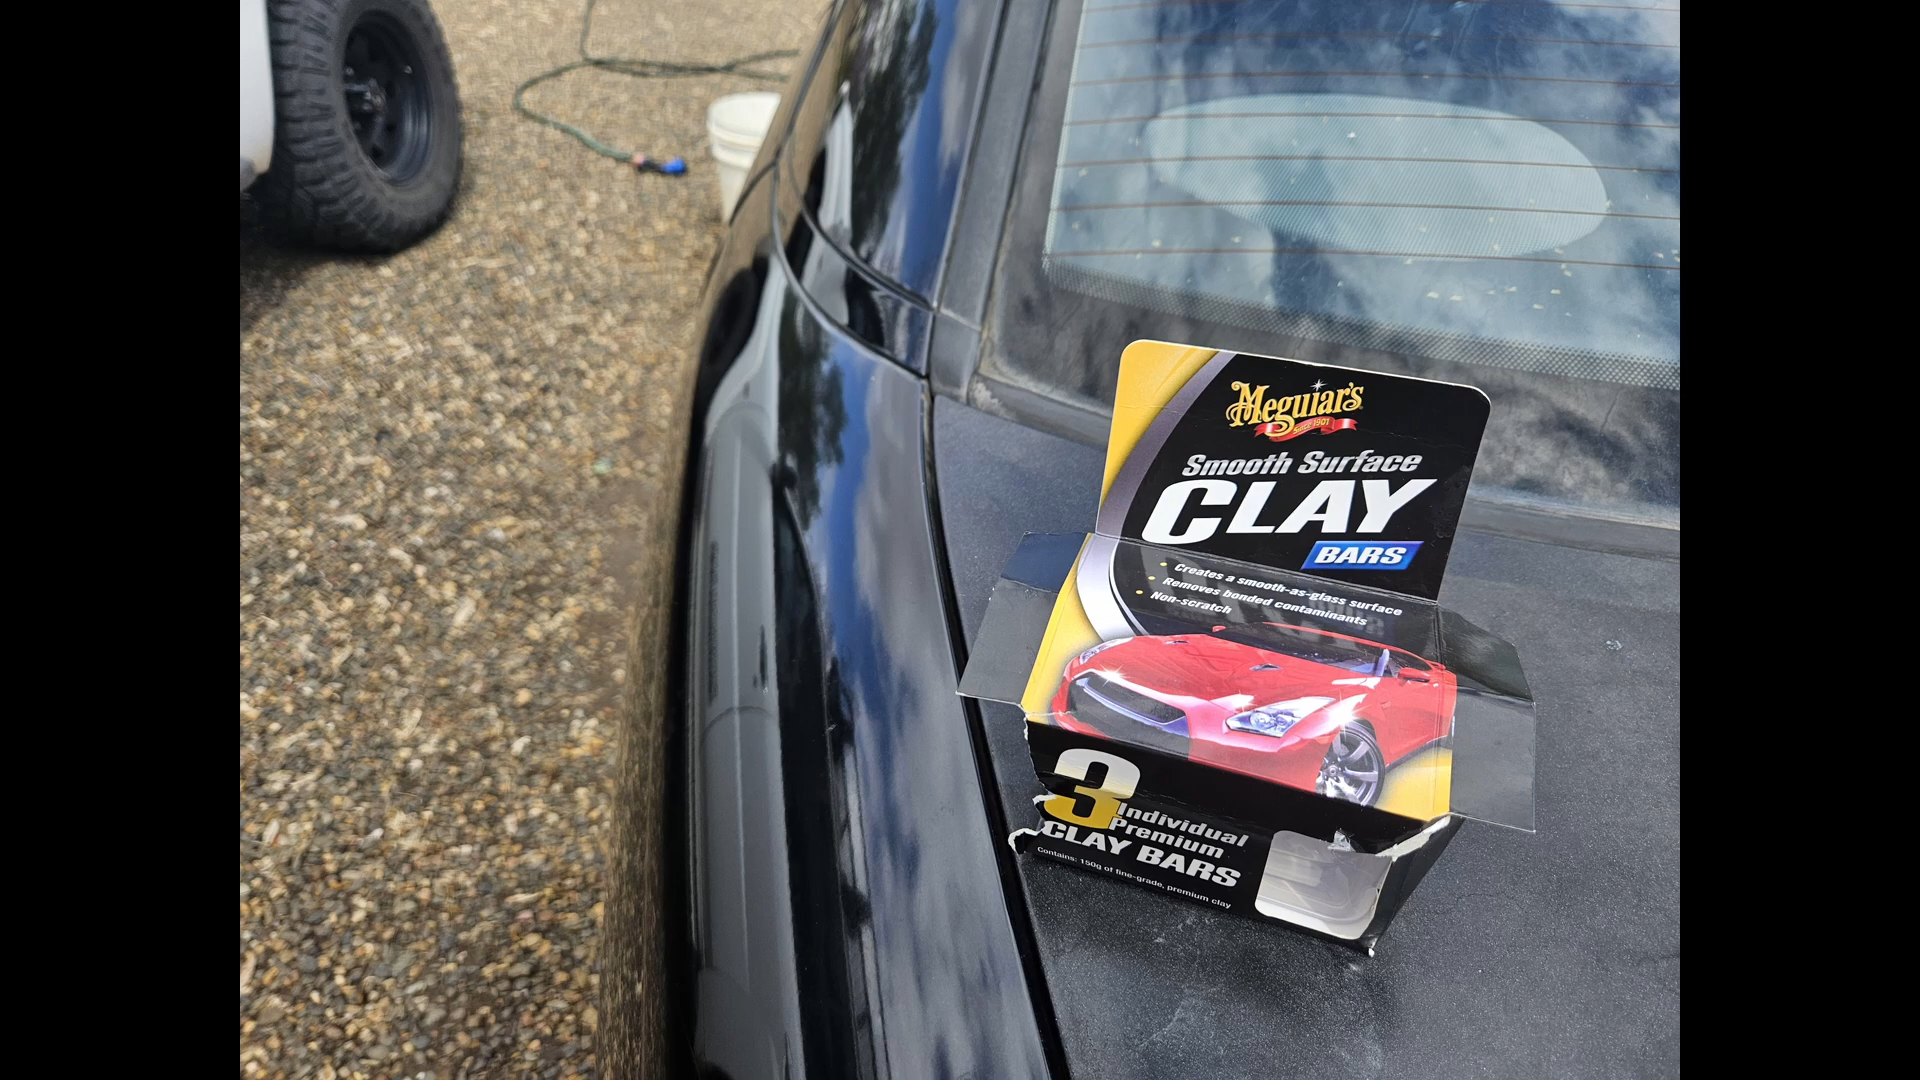 Meguiar's
Since 1901
Smooth Surface
CLAY
BARS
• Creates a smooth-as-glass surface
• Removes bonded contaminants
• Non-scratch
3 Individual
Premium
CLAY BARS
Contains: 150g of fine-grade, premium clay